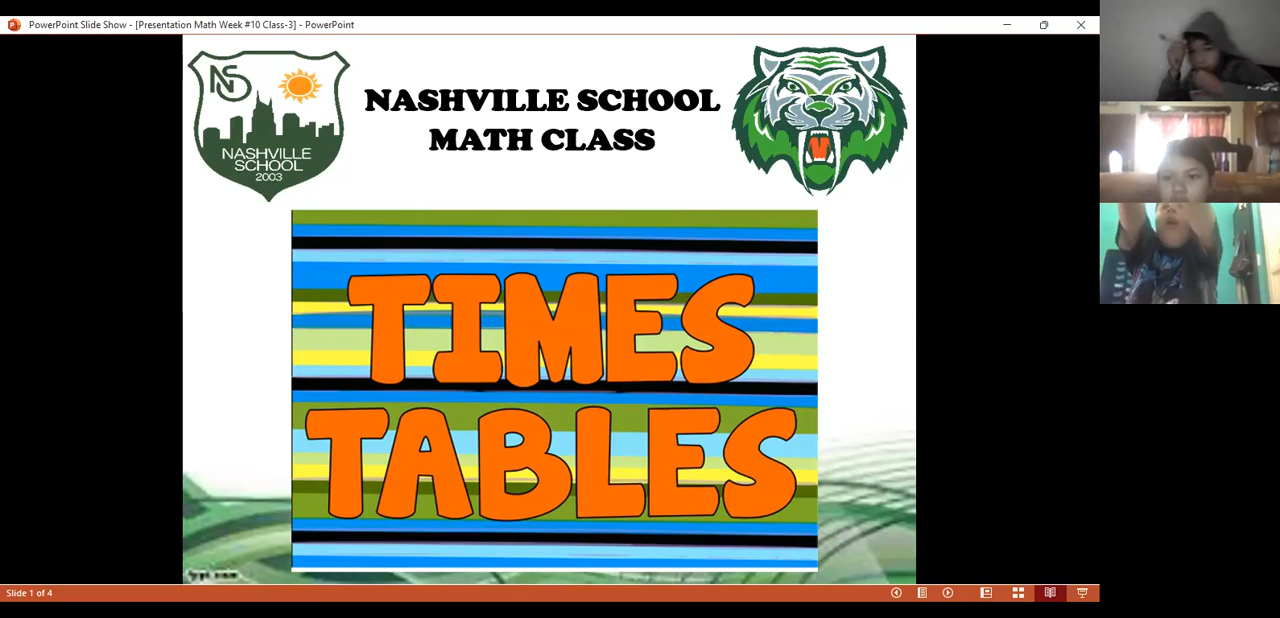 PowerPoint Slide Show - [Presentation Math Week #10 Class-3] - PowerPoint
NS
NASHVILLE
SCHOOL
2003
NASHVILLE SCHOOL
MATH CLASS
TIMES
TABLES
Slide 1 of 4